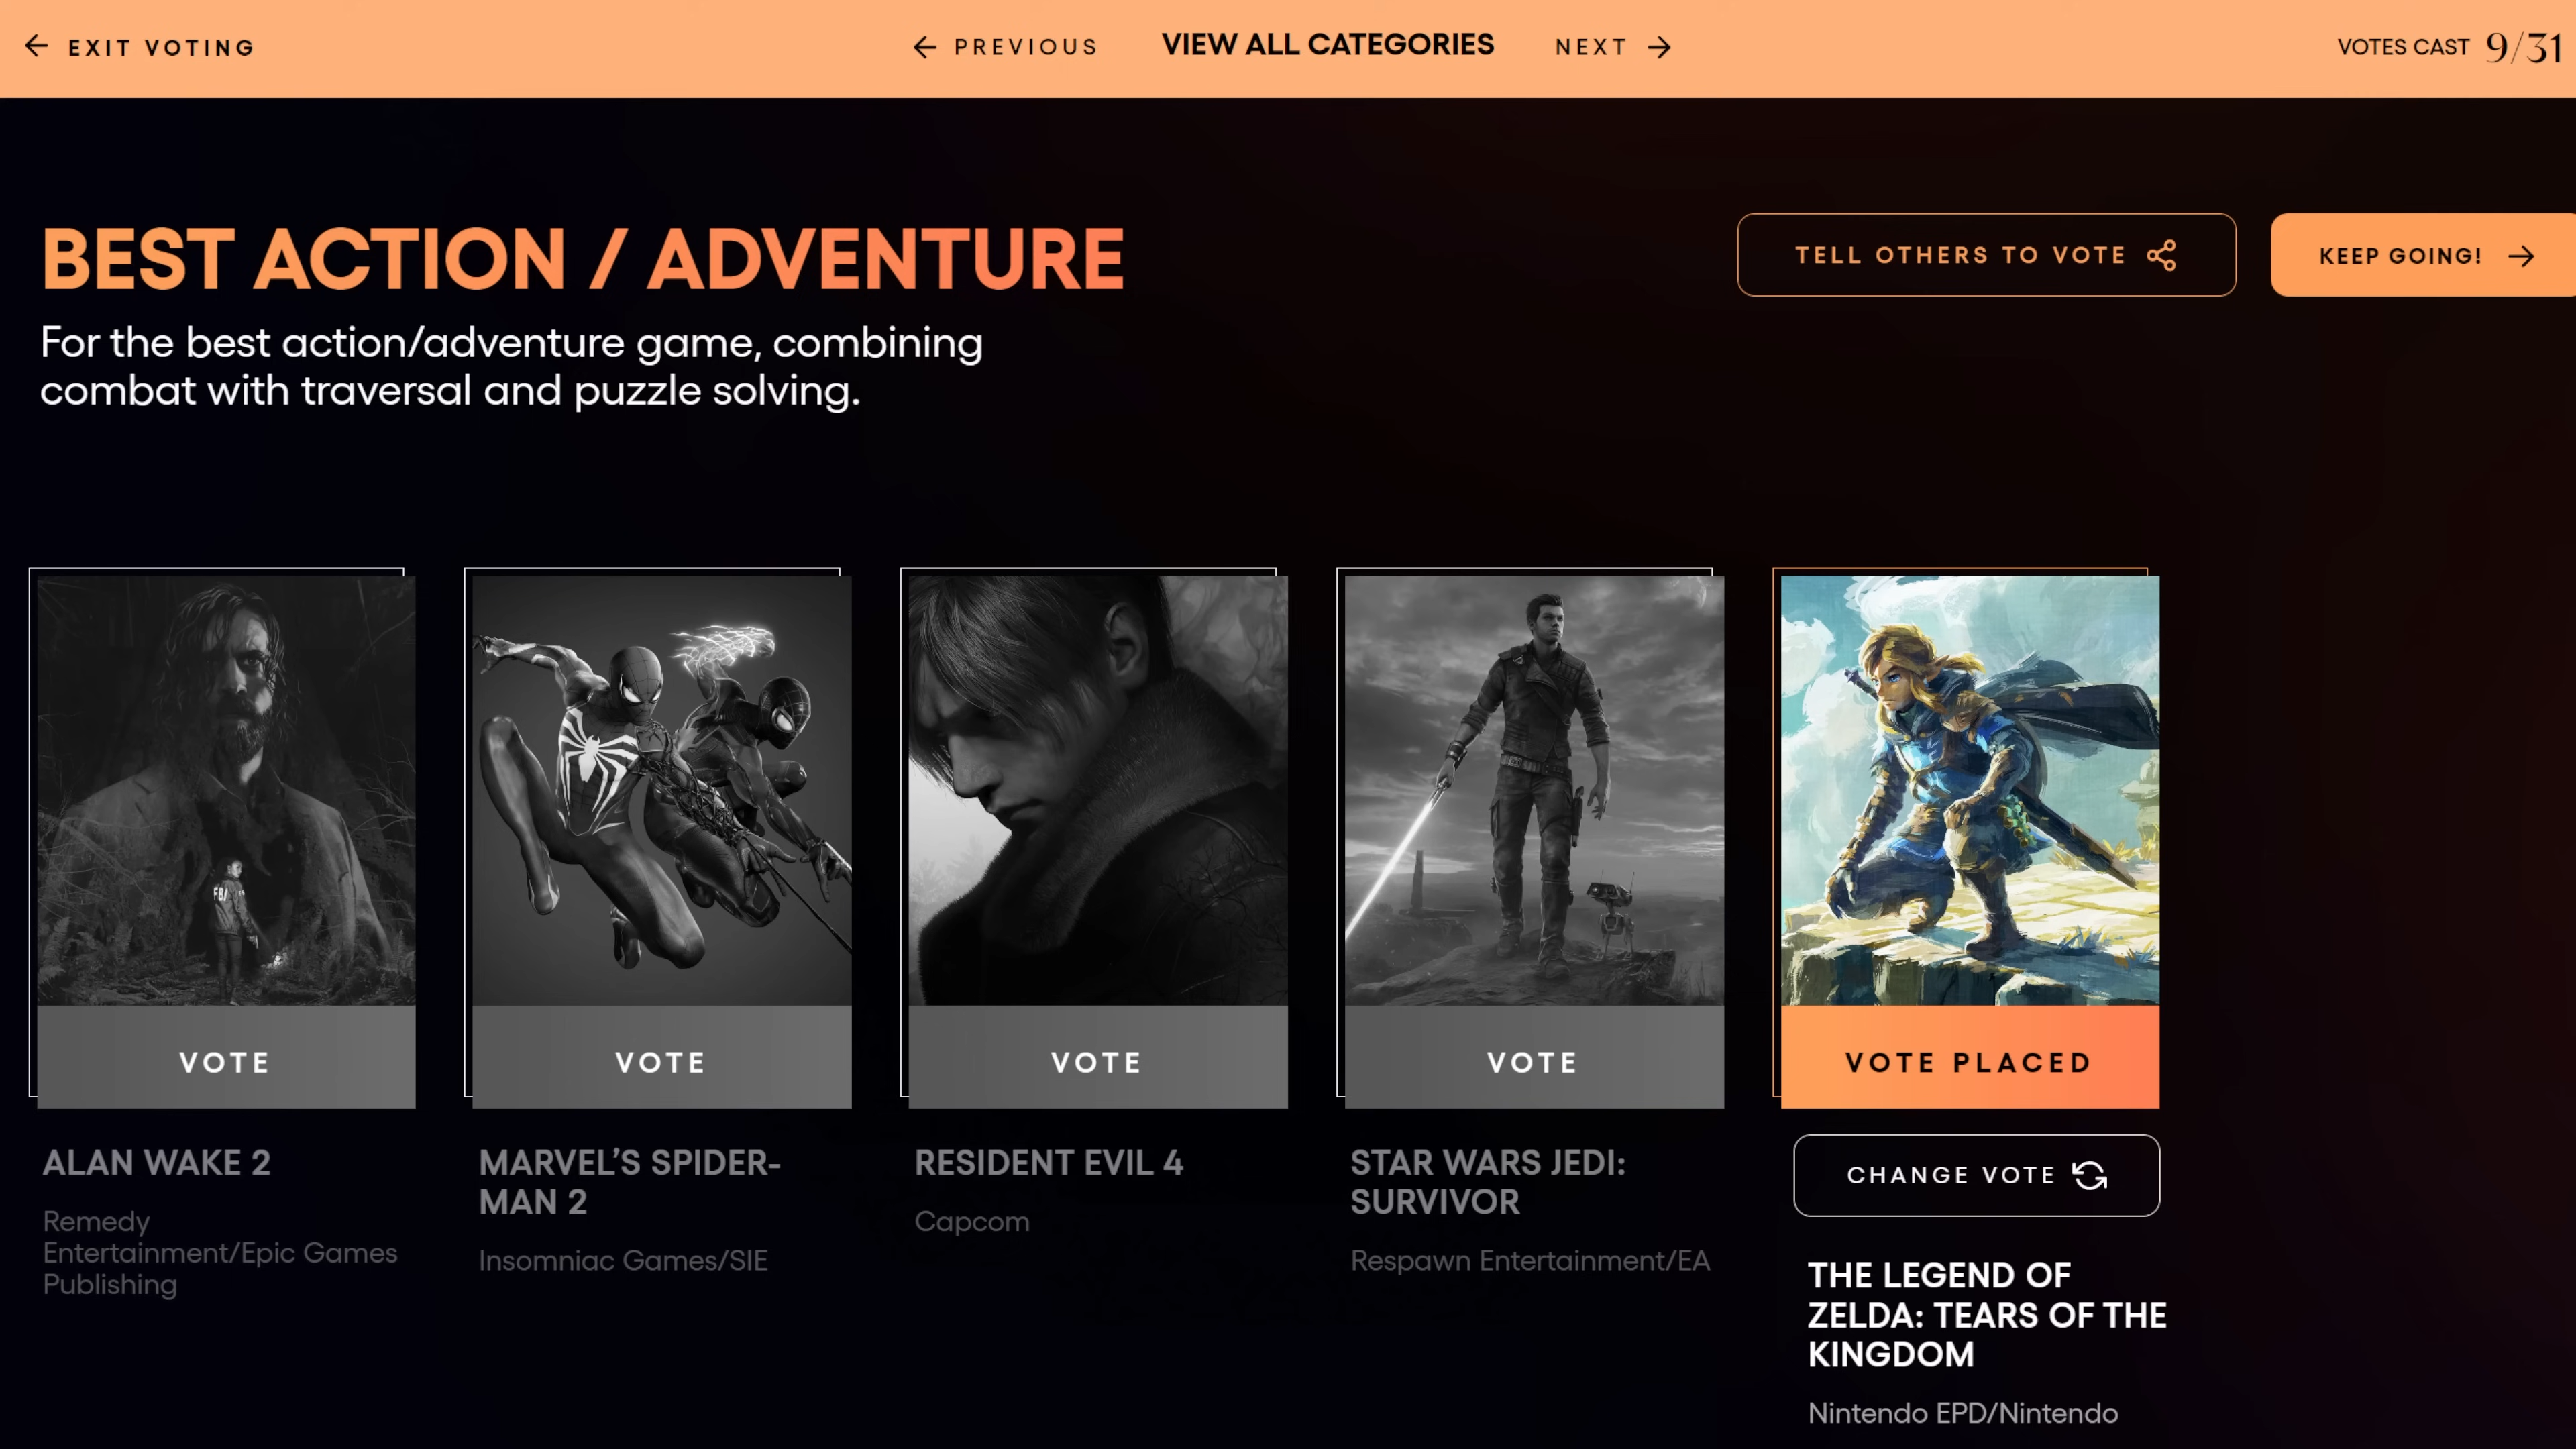 EXIT VOTING
PREVIOUS
VIEW ALL CATEGORIES
NEXT
VOTES CAST 9/31
BEST ACTION / ADVENTURE
TELL OTHERS TO VOTE
KEEP GOING!
For the best action/adventure game, combining
combat with traversal and puzzle solving.
FBI
VOTE
VOTE
VOTE
VOTE
VOTE PLACED
ALAN WAKE 2
Remedy
Entertainment/Epic Games
Publishing
MARVEL’S SPIDER-
MAN 2
Insomniac Games/SIE
RESIDENT EVIL 4
Capcom
STAR WARS JEDI:
SURVIVOR
Respawn Entertainment/EA
CHANGE VOTE
THE LEGEND OF
ZELDA: TEARS OF THE
KINGDOM
Nintendo EPD/Nintendo